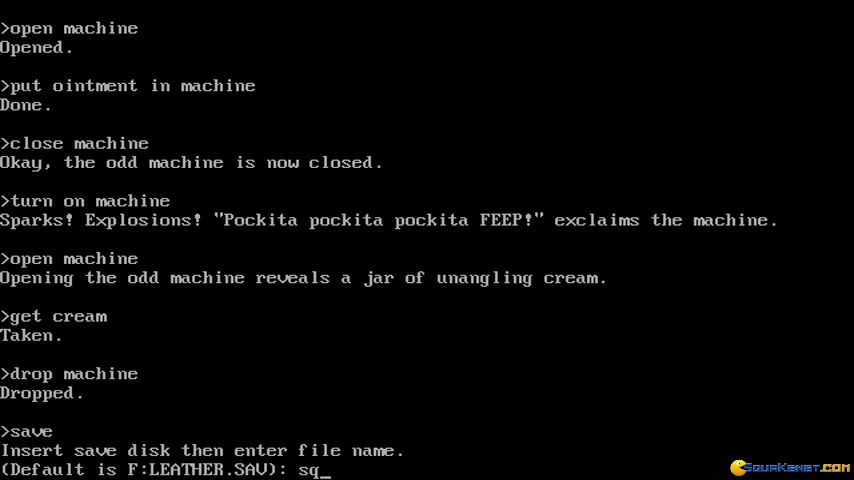 >open machine
Opened.
>put ointment in machine
Done.
>close machine
Okay, the odd machine is now closed.
>turn on machine
Sparks! Explosions! "Pockita pockita pockita FEEP!" exclaims the machine.
>open machine
Opening the odd machine reveals a jar of unangling cream.
>get cream
Taken.
>drop machine
Dropped.
>save
Insert save disk then enter file name.
(Default is F:LEATHER.SAV): sq_
SquaKenet.com